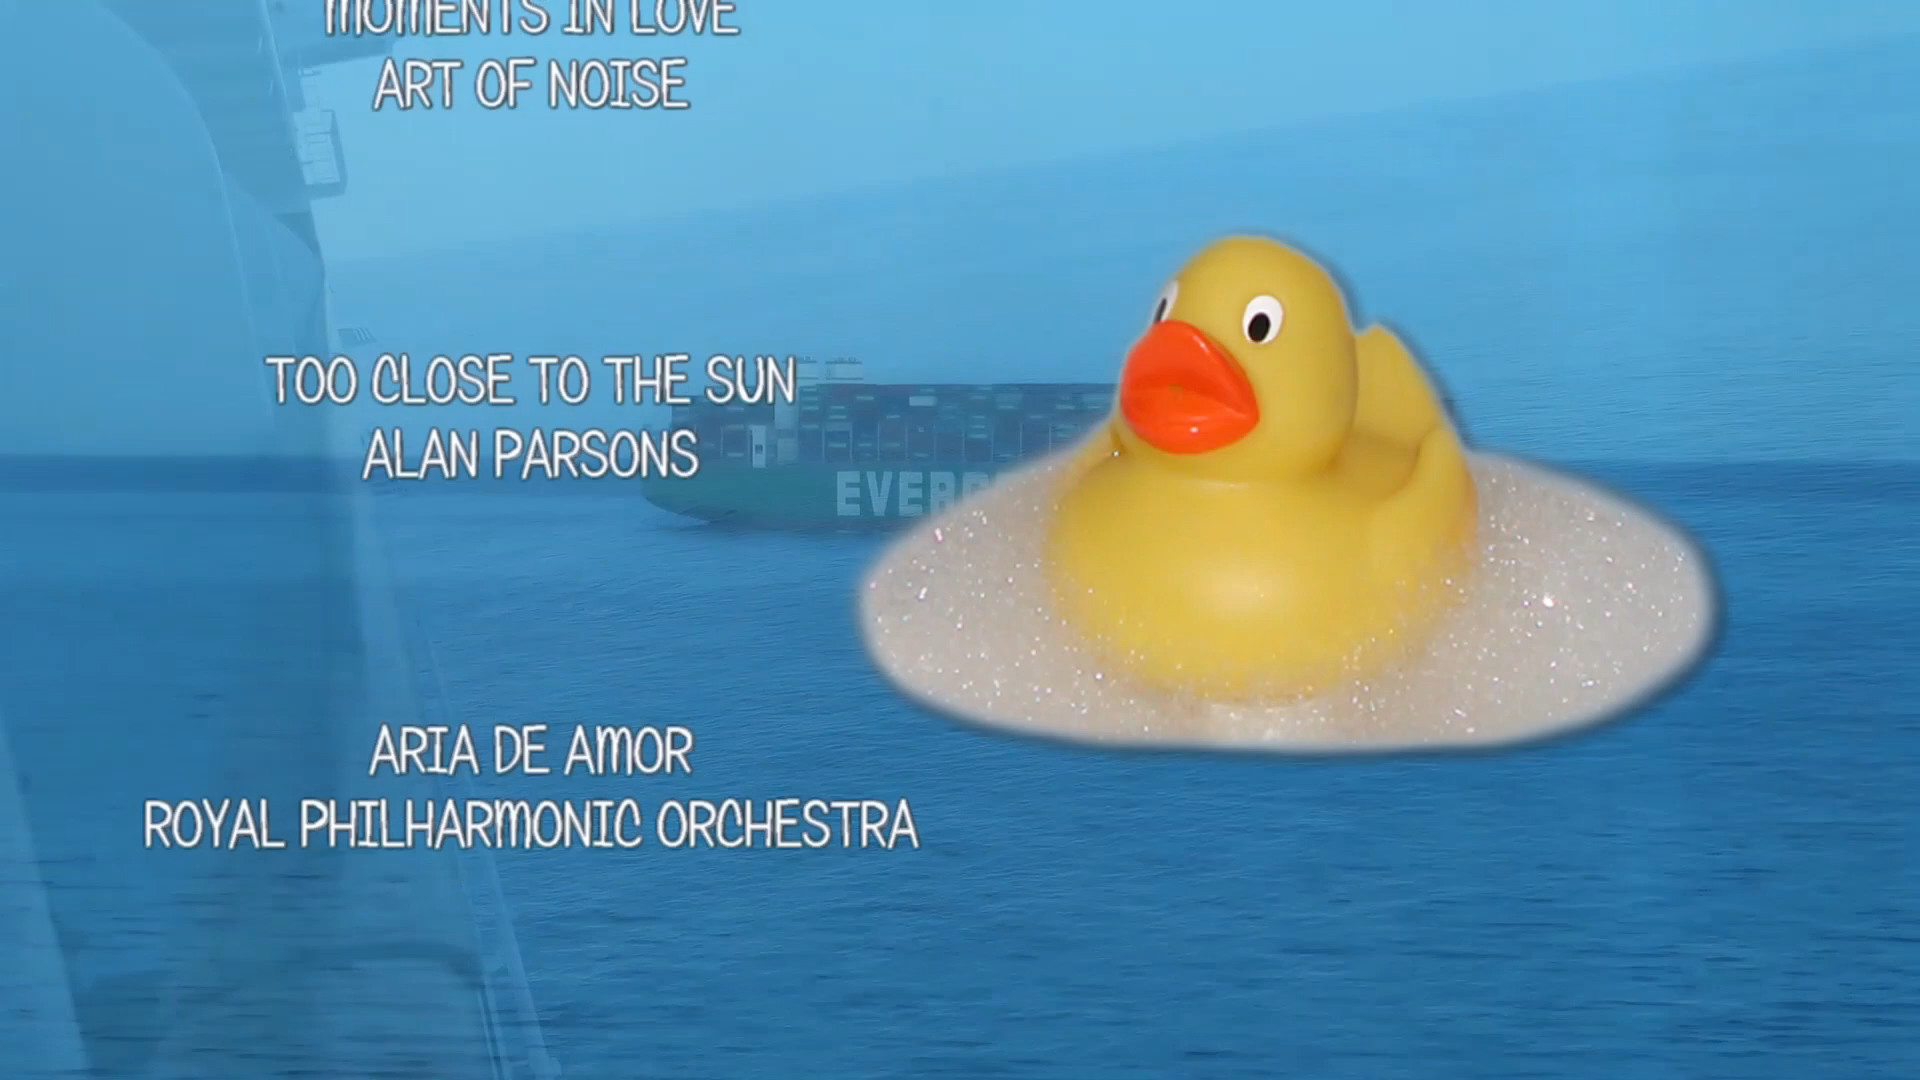 MOMENTS IN LOVE
ART OF NOISE
TOO CLOSE TO THE SUN
ALAN PARSONS
ARIA DE AMOR
ROYAL PHILHARMONIC ORCHESTRA